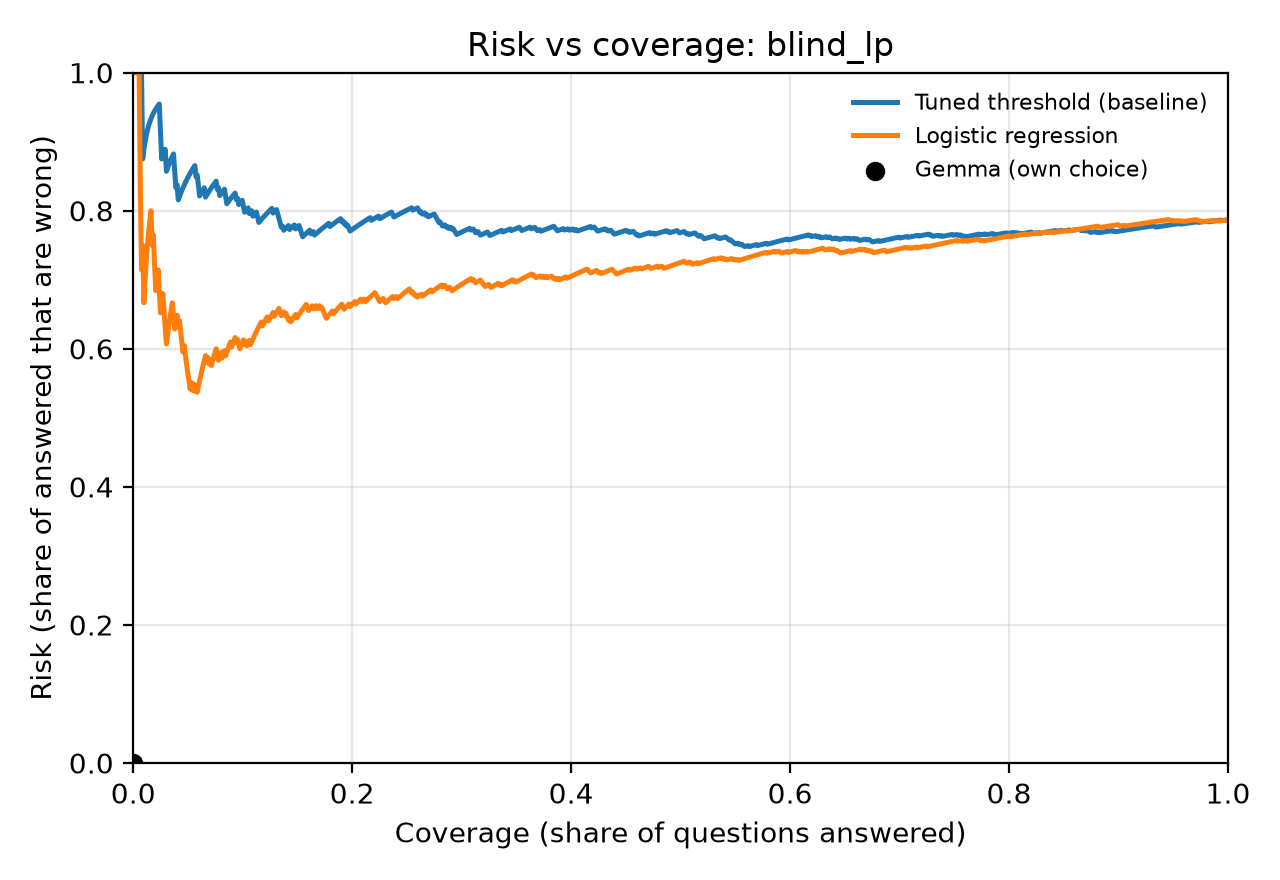 Risk vs coverage: blind_lp
Risk (share of answered that are wrong)
1.0
0.8
0.6
0.4
0.2
0.0
Tuned threshold (baseline)
Logistic regression
Gemma (own choice)
0.0 0.2 0.4 0.6 0.8 1.0
Coverage (share of questions answered)